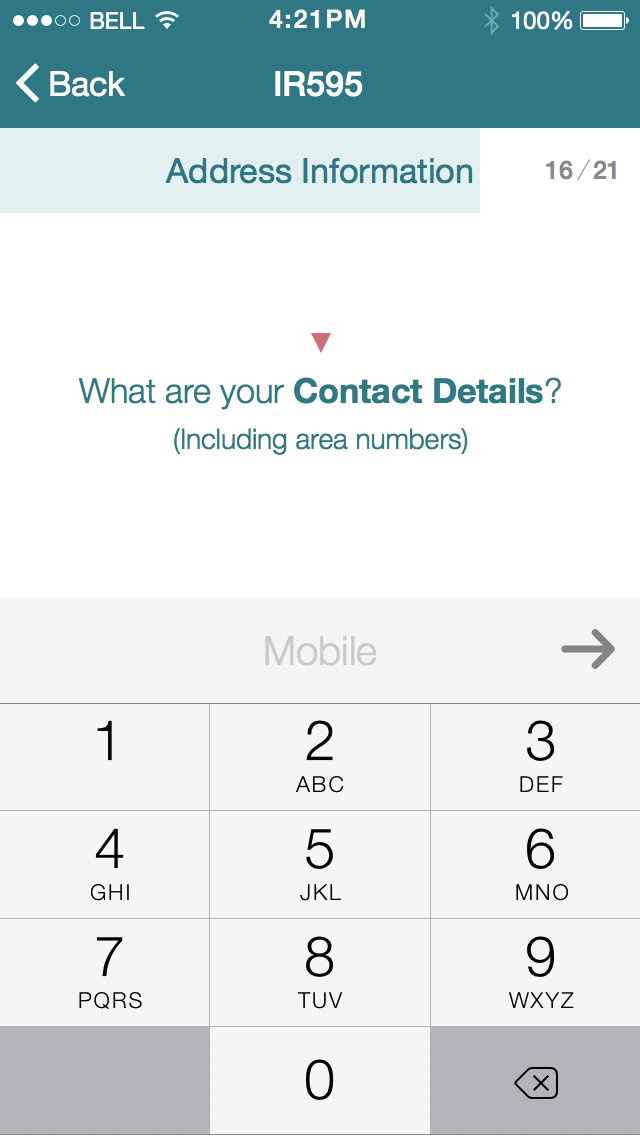 BELL 4:21PM 100%
Back IR595
Address Information 16/21
What are your Contact Details?
(Including area numbers)
Mobile
1 2 3
ABC DEF
4 5 6
GHI JKL MNO
7 8 9
PQRS TUV WXYZ
0